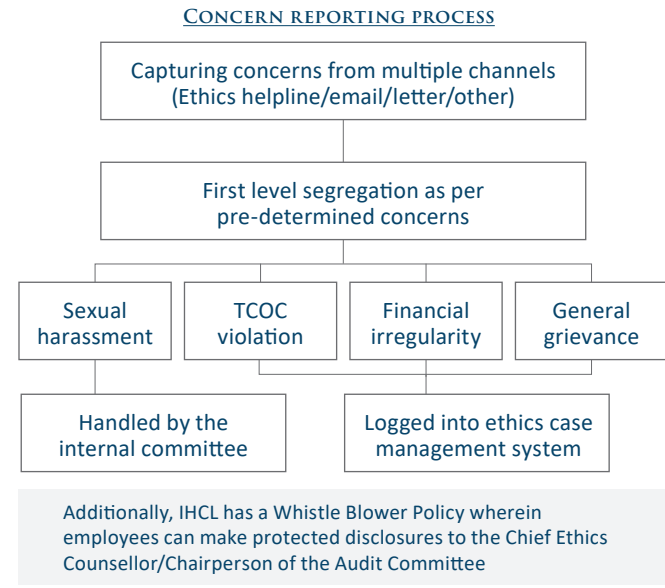 CONCERN REPORTING PROCESS
Capturing concerns from multiple channels
(Ethics helpline/email/letter/other)
First level segregation as per
pre-determined concerns
Sexual
harassment
TCOC
violation
Financial
irregularity
General
grievance
Handled by the
internal committee
Logged into ethics case
management system
Additionally, IHCL has a Whistle Blower Policy wherein
employees can make protected disclosures to the Chief Ethics
Counsellor/Chairperson of the Audit Committee